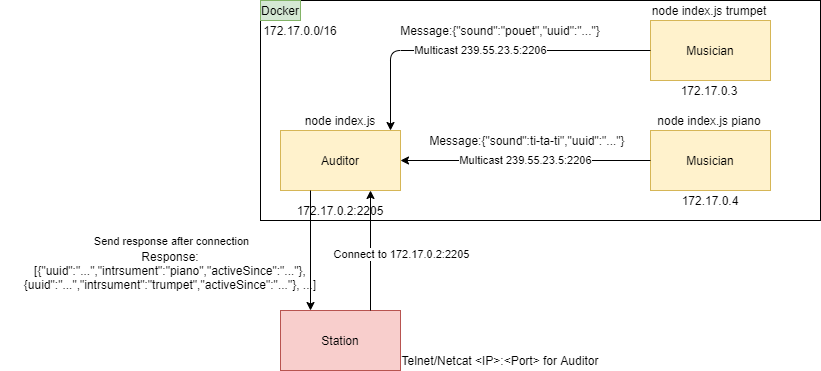 Docker
node index.js trumpet
172.17.0.0/16
Message:{"sound":"pouet","uuid":"..."}
Multicast 239.55.23.5:2206
Musician
172.17.0.3
node index.js
node index.js piano
Message:{"sound":ti-ta-ti","uuid":"..."}
Auditor
Multicast 239.55.23.5:2206
Musician
172.17.0.4
172.17.0.2:2205
Send response after connection
Response:
[{"uuid":"...","intrsument":"piano","activeSince":"..."},
{uuid":"...","intrsument":"trumpet","activeSince":"..."}, ...]
Connect to 172.17.0.2:2205
Station
Telnet/Netcat <IP>:<Port> for Auditor